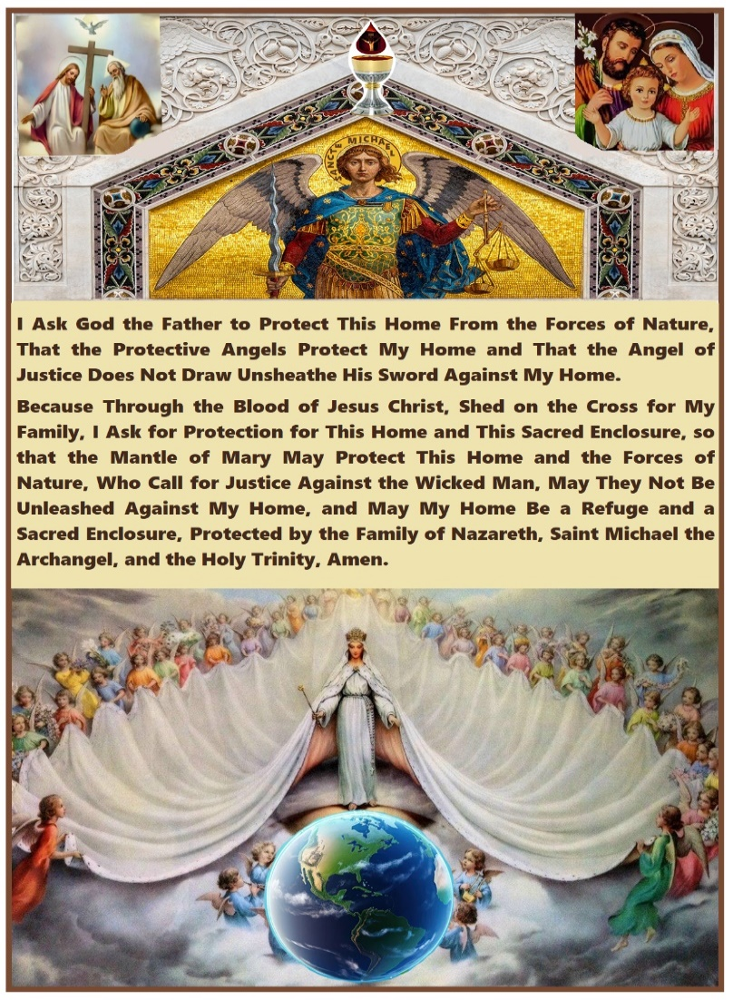 SANCTE MICHAEL
I Ask God the Father to Protect This Home From the Forces of Nature,
That the Protective Angels Protect My Home and That the Angel of
Justice Does Not Draw Unsheathe His Sword Against My Home.
Because Through the Blood of Jesus Christ, Shed on the Cross for My
Family, I Ask for Protection for This Home and This Sacred Enclosure, so
that the Mantle of Mary May Protect This Home and the Forces of
Nature, Who Call for Justice Against the Wicked Man, May They Not Be
Unleashed Against My Home, and May My Home Be a Refuge and a
Sacred Enclosure, Protected by the Family of Nazareth, Saint Michael the
Archangel, and the Holy Trinity, Amen.